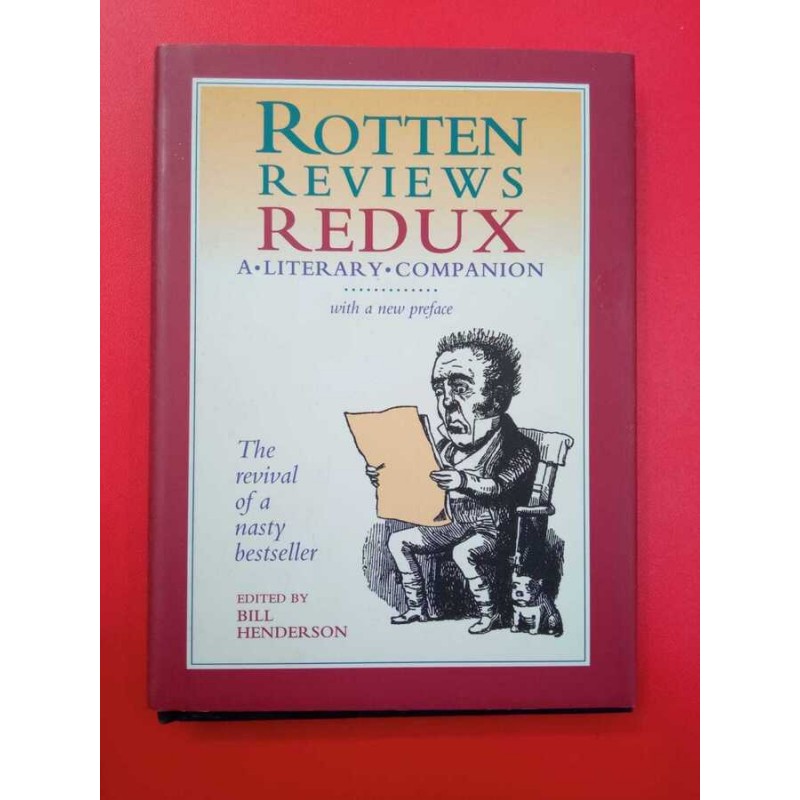 ROTTEN
REVIEWS
REDUX
A•LITERARY•COMPANION
with a new preface
The
revival
of a
nasty
bestseller
EDITED BY
BILL
HENDERSON